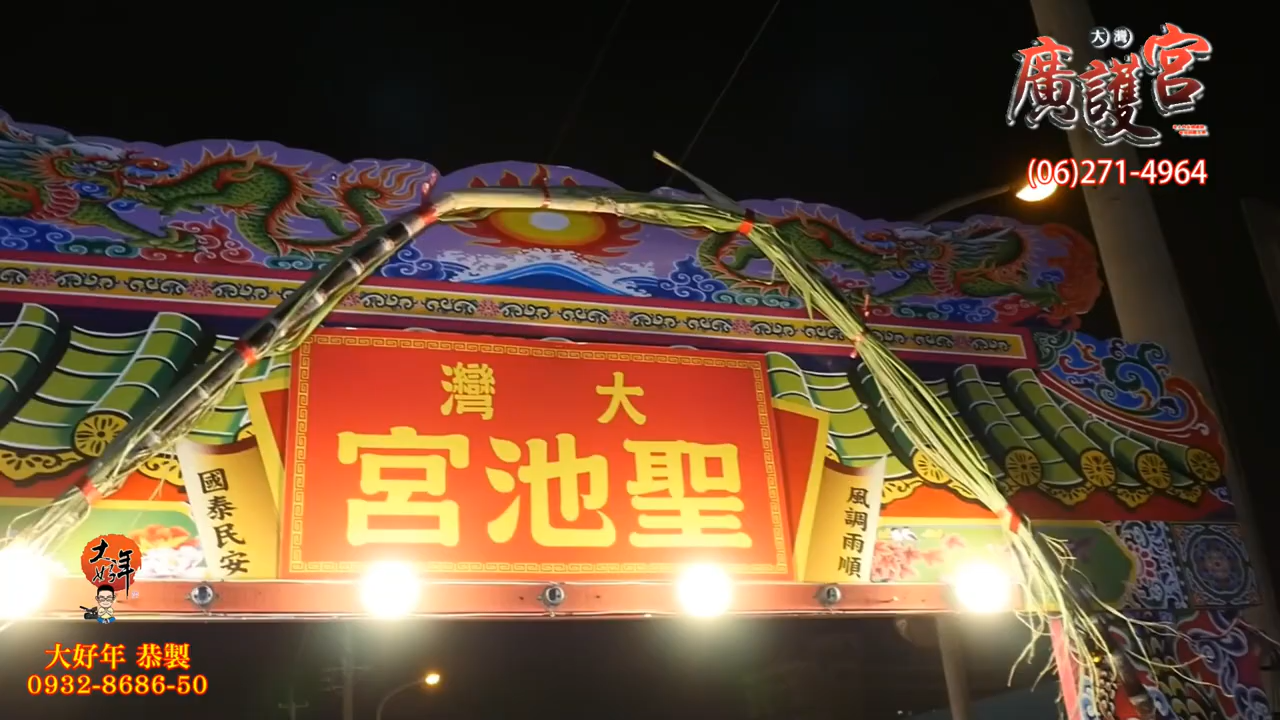 大灣
廣護宮
(06)271-4964
大灣
聖池宮
風調雨順
國泰民安
大好年
大好年 恭製
0932-8686-50